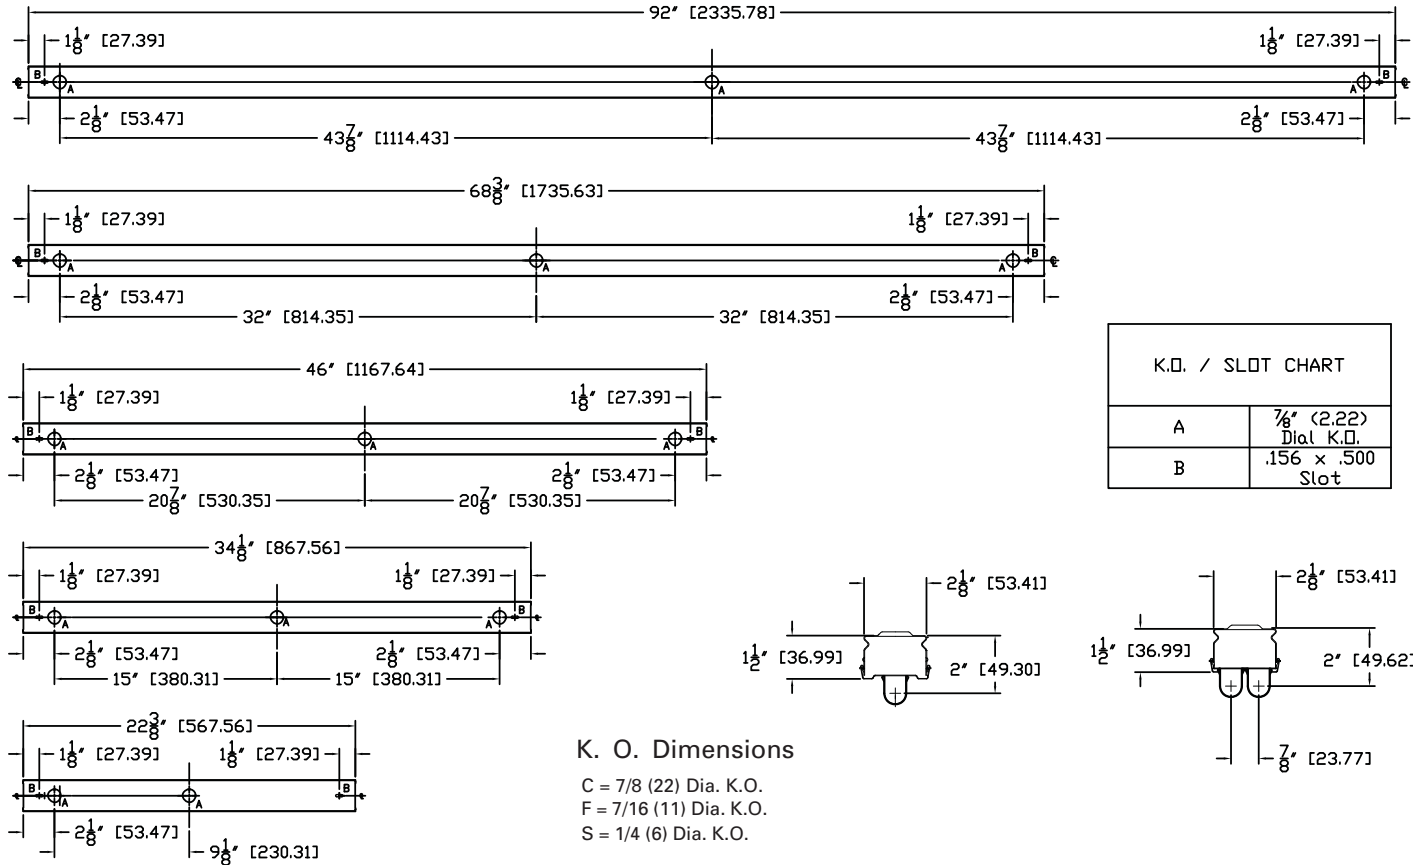 92" [2335.78]
1 1/8" [27.39] 1 1/8" [27.39]
B A A A B
2 1/8" [53.47] 2 1/8" [53.47]
43 7/8" [1114.43] 43 7/8" [1114.43]
68 3/8" [1735.63]
1 1/8" [27.39] 1 1/8" [27.39]
B A A A B
2 1/8" [53.47] 2 1/8" [53.47]
32" [814.35] 32" [814.35]
46" [1167.64]
1 1/8" [27.39] 1 1/8" [27.39]
B A A A B
2 1/8" [53.47] 2 1/8" [53.47]
20 7/8" [530.35] 20 7/8" [530.35]
K.O. / SLOT CHART
A 7/8" (2.22)
Dial K.O.
B .156 x .500
Slot
34 1/8" [867.56]
1 1/8" [27.39] 1 1/8" [27.39]
B A A A B
2 1/8" [53.47] 2 1/8" [53.47]
15" [380.31] 15" [380.31]
22 3/8" [567.56]
1 1/8" [27.39] 1 1/8" [27.39]
B A A B
2 1/8" [53.47]
9 1/8" [230.31]
2 1/8" [53.41]
1 1/2" [36.99]
2" [49.30]
2 1/8" [53.41]
1 1/2" [36.99]
2" [49.62]
7/8" [23.77]
K. O. Dimensions
C = 7/8 (22) Dia. K.O.
F = 7/16 (11) Dia. K.O.
S = 1/4 (6) Dia. K.O.